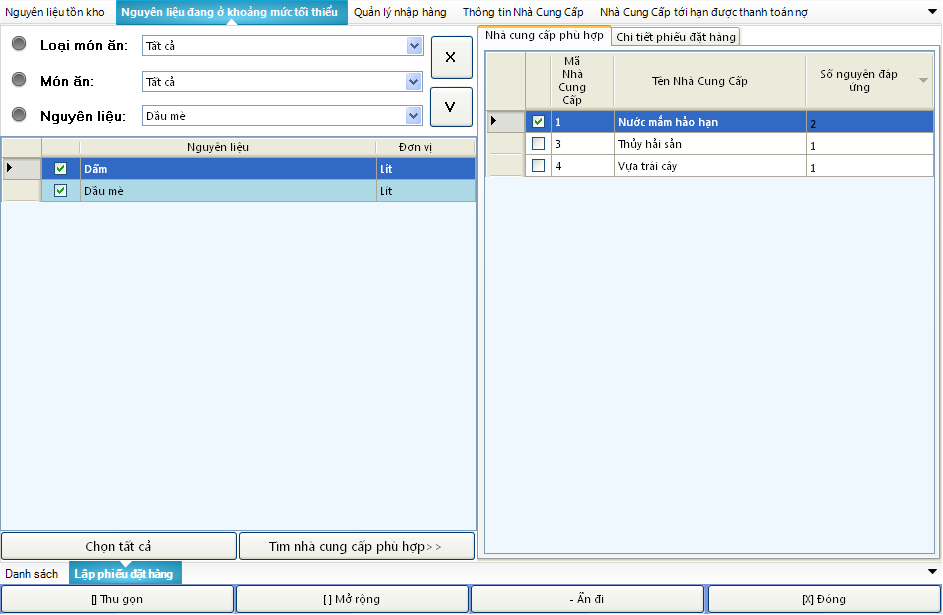 Nguyên liệu tồn kho Nguyên liệu đang ở khoảng mức tối thiểu Quản lý nhập hàng Thông tin Nhà Cung Cấp Nhà Cung Cấp tới hạn được thanh toán nợ
Loại món ăn: Tất cả
X
Món ăn: Tất cả
V
Nguyên liệu: Dầu mè
Nguyên liệu Đơn vị
Dấm Lít
Dầu mè Lít
Chọn tất cả Tìm nhà cung cấp phù hợp>>
Nhà cung cấp phù hợp Chi tiết phiếu đặt hàng
Mã
Nhà
Cung
Cấp
Tên Nhà Cung Cấp
Số nguyên đáp
ứng
1 Nước mắm hảo hạn 2
3 Thủy hải sản 1
4 Vựa trái cây 1
Danh sách Lập phiếu đặt hàng
[] Thu gọn [ ] Mở rộng - Ẩn đi [X] Đóng